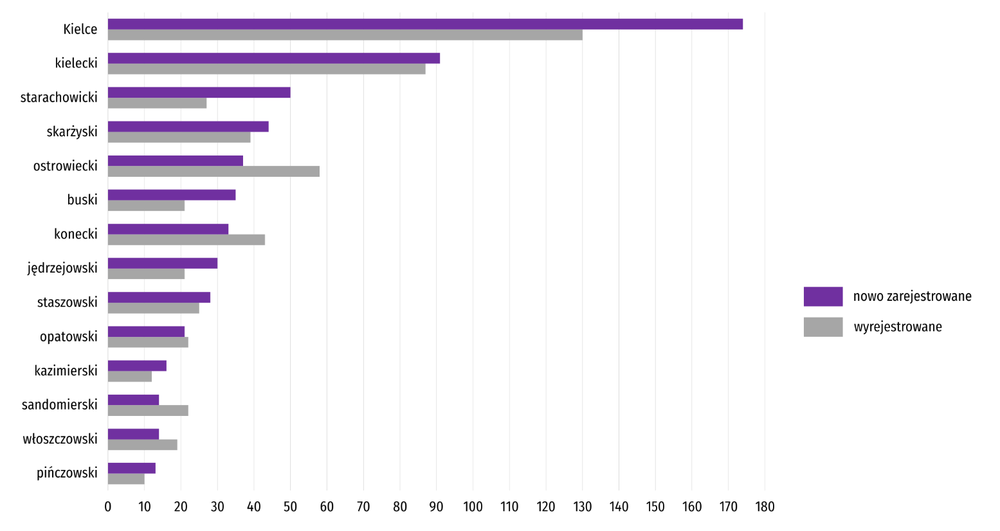 Kielce
kielecki
starachowicki
skarżyski
ostrowiecki
buski
konecki
jędrzejowski
staszowski
opatowski
kazimierski
sandomierski
włoszczowski
pińczowski
0 10 20 30 40 50 60 70 80 90 100 110 120 130 140 150 160 170 180
nowo zarejestrowane
wyrejestrowane